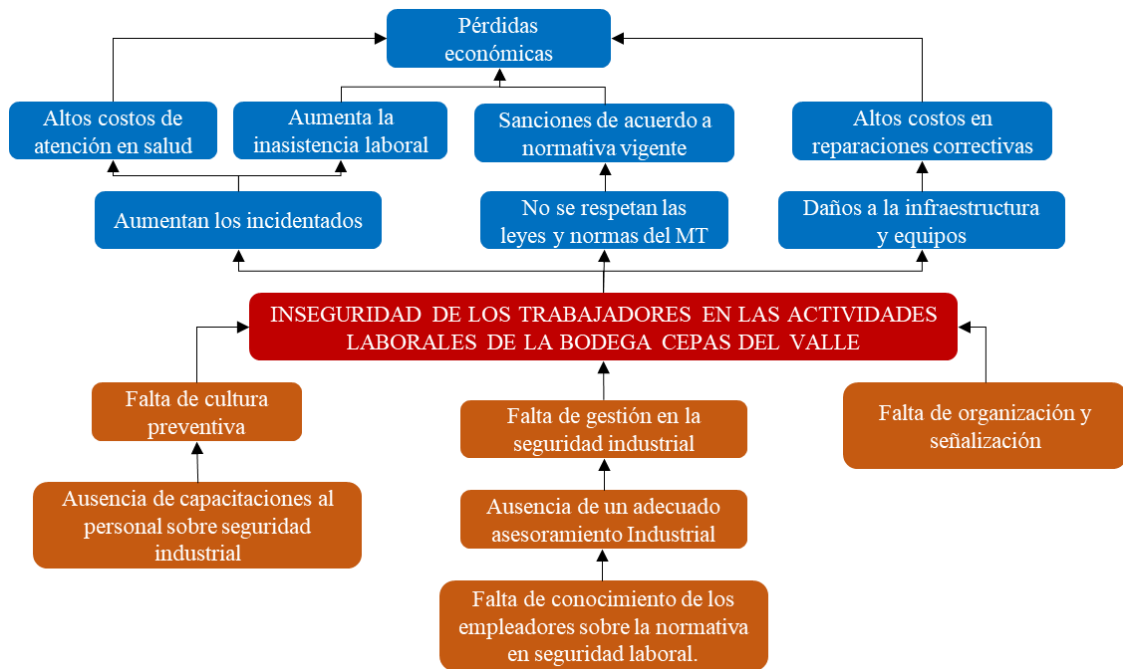 Pérdidas
económicas
Altos costos de
atención en salud
Aumenta la
inasistencia laboral
Sanciones de acuerdo a
normativa vigente
Altos costos en
reparaciones correctivas
Aumentan los incidentados
No se respetan las
leyes y normas del MT
Daños a la infraestructura
y equipos
INSEGURIDAD DE LOS TRABAJADORES EN LAS ACTIVIDADES
LABORALES DE LA BODEGA CEPAS DEL VALLE
Falta de cultura
preventiva
Falta de gestión en la
seguridad industrial
Falta de organización y
señalización
Ausencia de capacitaciones al
personal sobre seguridad
industrial
Ausencia de un adecuado
asesoramiento Industrial
Falta de conocimiento de los
empleadores sobre la normativa
en seguridad laboral.